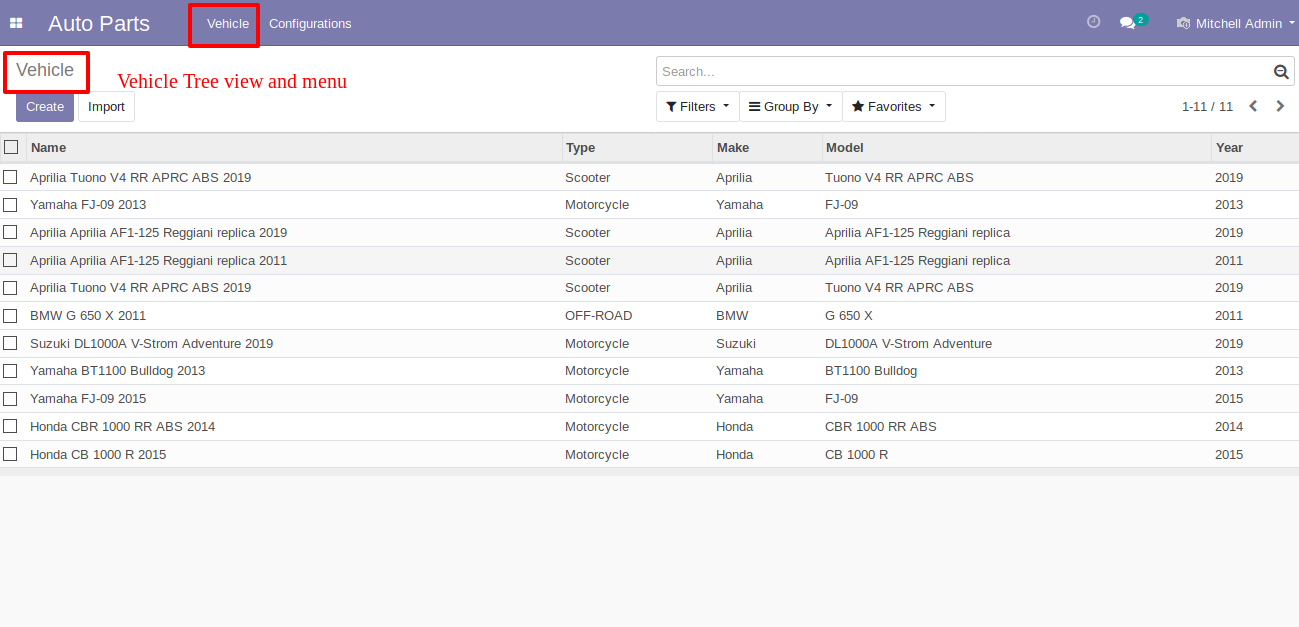 Auto Parts Vehicle Configurations 2 Mitchell Admin
Vehicle
Vehicle Tree view and menu
Search...
Create Import Filters Group By Favorites 1-11 / 11
Name Type Make Model Year
Aprilia Tuono V4 RR APRC ABS 2019 Scooter Aprilia Tuono V4 RR APRC ABS 2019
Yamaha FJ-09 2013 Motorcycle Yamaha FJ-09 2013
Aprilia Aprilia AF1-125 Reggiani replica 2019 Scooter Aprilia Aprilia AF1-125 Reggiani replica 2019
Aprilia Aprilia AF1-125 Reggiani replica 2011 Scooter Aprilia Aprilia AF1-125 Reggiani replica 2011
Aprilia Tuono V4 RR APRC ABS 2019 Scooter Aprilia Tuono V4 RR APRC ABS 2019
BMW G 650 X 2011 OFF-ROAD BMW G 650 X 2011
Suzuki DL1000A V-Strom Adventure 2019 Motorcycle Suzuki DL1000A V-Strom Adventure 2019
Yamaha BT1100 Bulldog 2013 Motorcycle Yamaha BT1100 Bulldog 2013
Yamaha FJ-09 2015 Motorcycle Yamaha FJ-09 2015
Honda CBR 1000 RR ABS 2014 Motorcycle Honda CBR 1000 RR ABS 2014
Honda CB 1000 R 2015 Motorcycle Honda CB 1000 R 2015